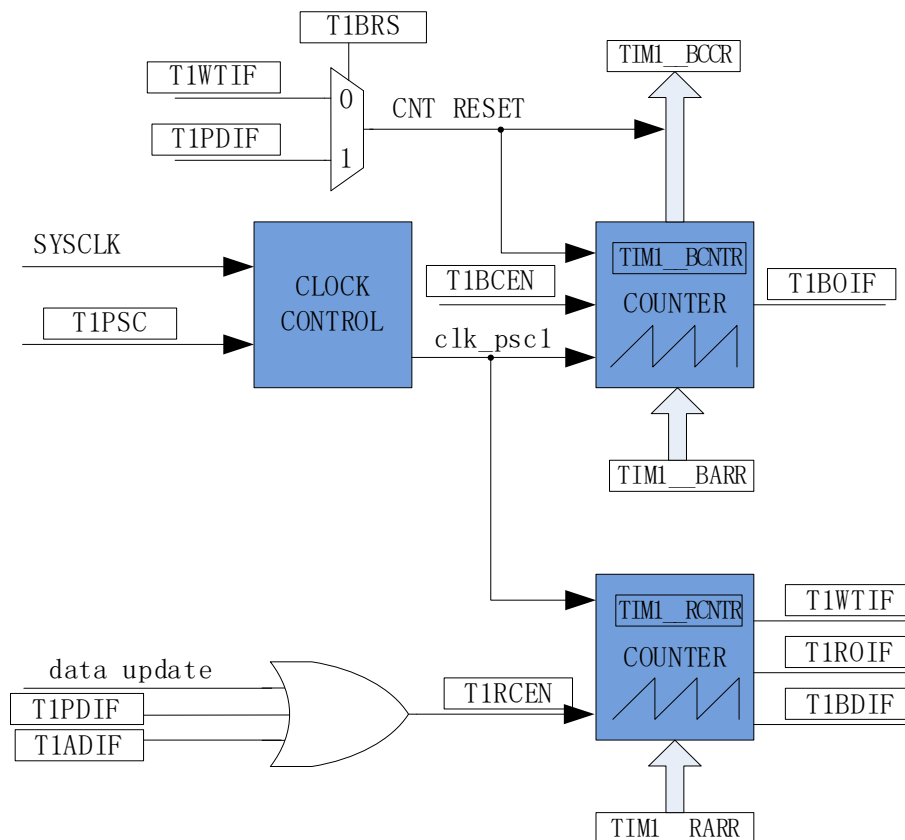 T1BRS
TIM1__BCCR
T1WTIF
0
CNT RESET
T1PDIF
1
SYSCLK
CLOCK
CONTROL
T1PSC
T1BCEN
clk_psc1
TIM1__BCNTR
COUNTER
T1BOIF
TIM1__BARR
TIM1__RCNTR
COUNTER
T1WTIF
T1ROIF
T1BDIF
data update
T1PDIF
T1ADIF
T1RCEN
TIM1__RARR